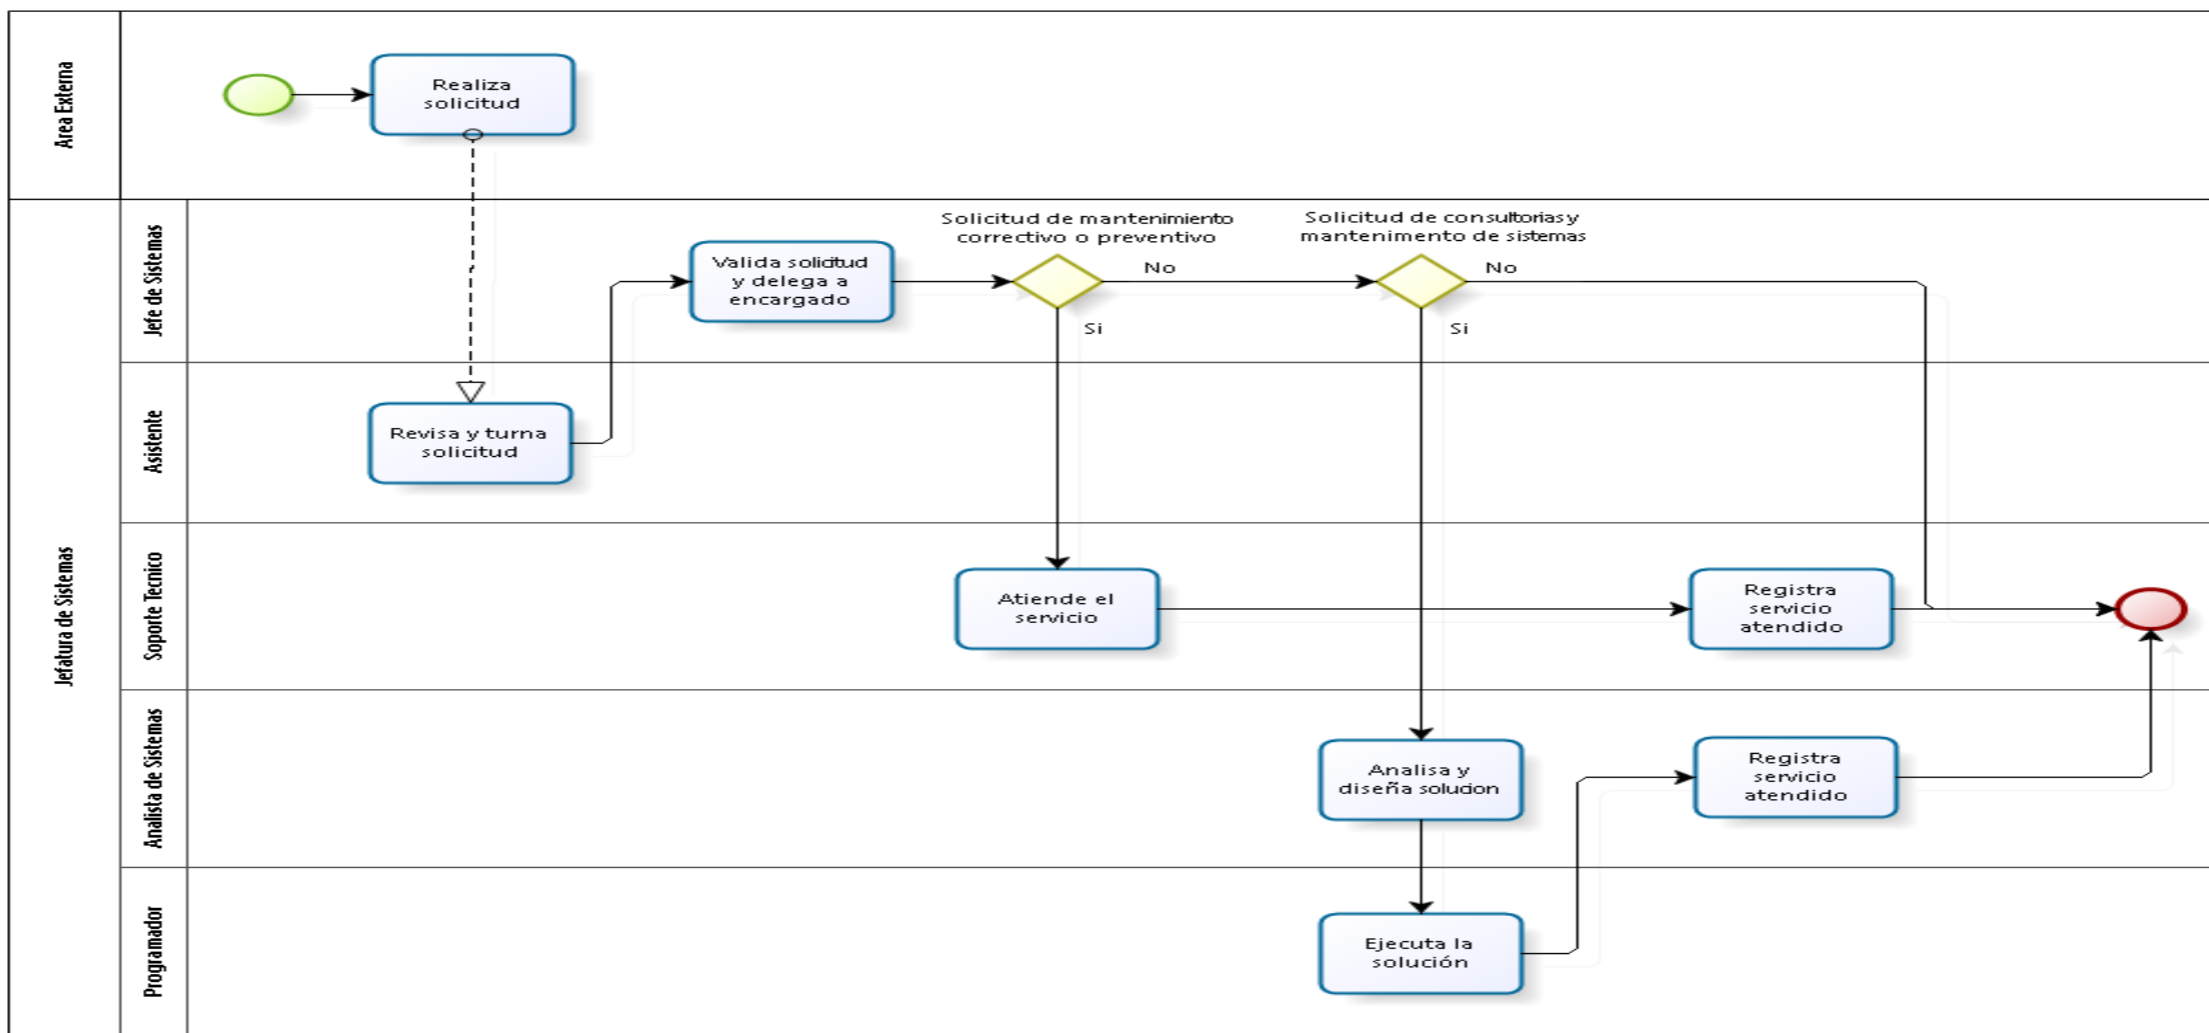 Area Externa
Realiza
solicitud
Jefatura de Sistemas
Jefe de Sistemas
Valida solicitud
y delega a
encargado
Solicitud de mantenimiento
correctivo o preventivo
No
Si
Solicitud de consultorias y
mantenimento de sistemas
No
Si
Asistente
Revisa y turna
solicitud
Soporte Tecnico
Atiende el
servicio
Registra
servicio
atendido
Analista de Sistemas
Analisa y
diseña solucion
Registra
servicio
atendido
Programador
Ejecuta la
solución